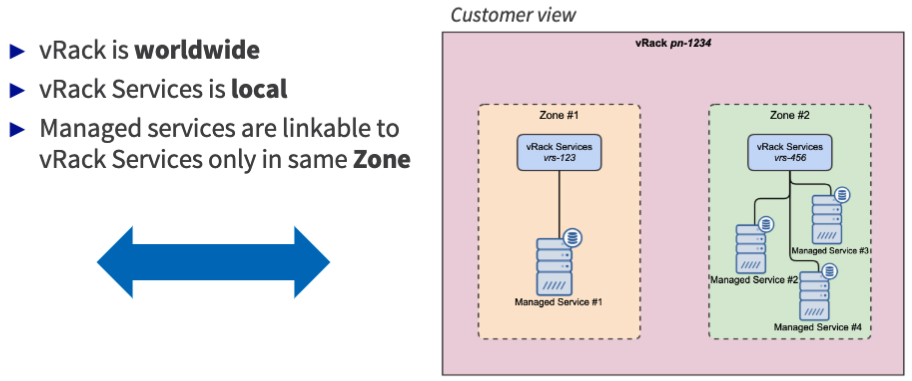 Customer view
► vRack is worldwide
► vRack Services is local
► Managed services are linkable to
vRack Services only in same Zone
vRack pn-1234
Zone #1
vRack Services
vrs-123
Managed Service #1
Zone #2
vRack Services
vrs-456
Managed Service #3
Managed Service #2
Managed Service #4